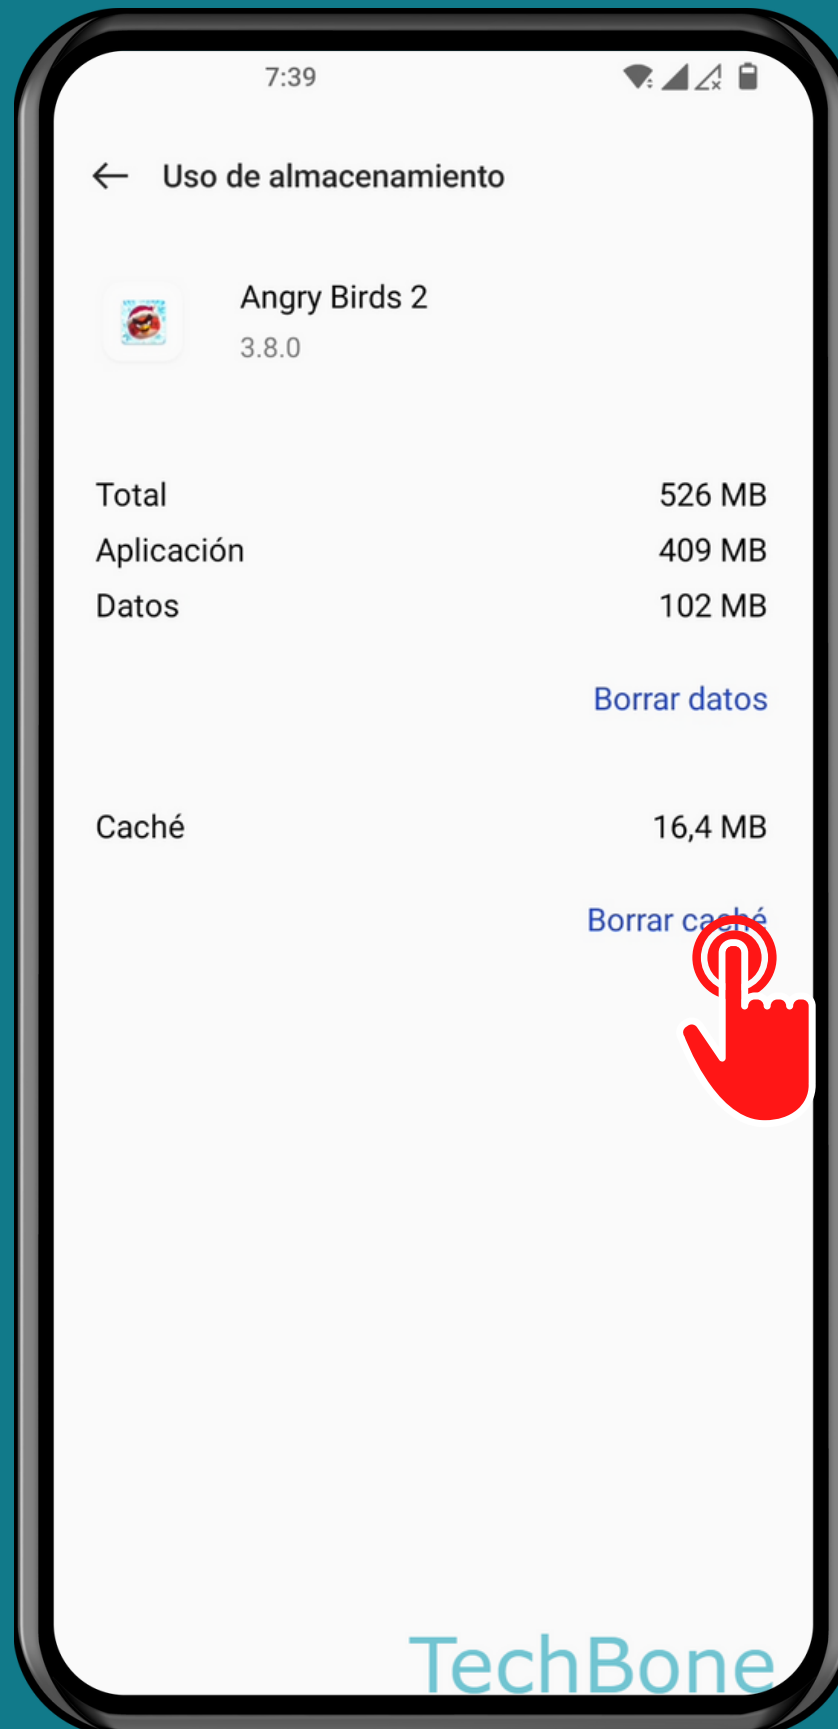 7:39
Uso de almacenamiento
Angry Birds 2
3.8.0
Total 526 MB
Aplicación 409 MB
Datos 102 MB
Borrar datos
Caché 16,4 MB
Borrar caché
TechBone